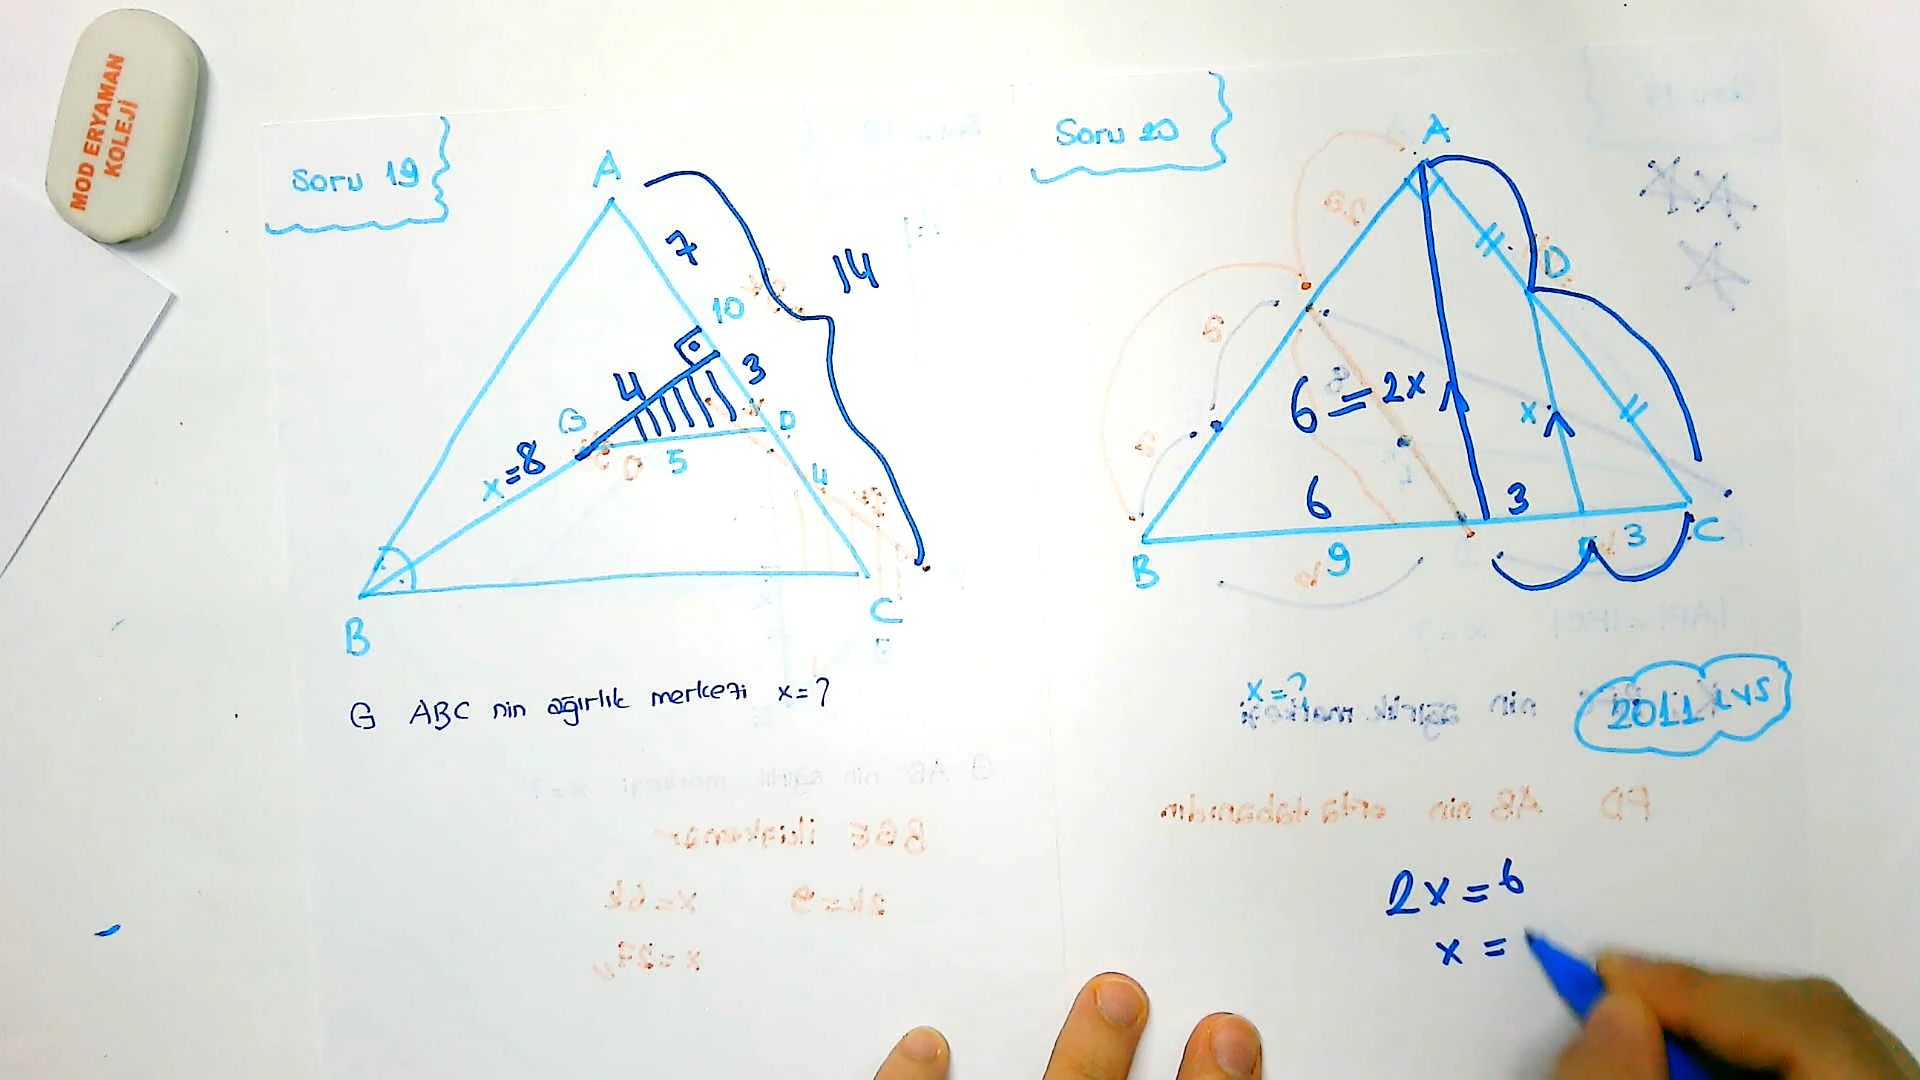 MOD ERYAMAN
KOLEJİ
Soru 19
A
7
14
10
3
4
G
D
x=8
5
4
B
C
G ABC nin ağırlık merkezi x=?
Soru 20
A
D
6=2x
x
6
3
B
9
3
C
x=?
2011 LYS
2x=6
x=